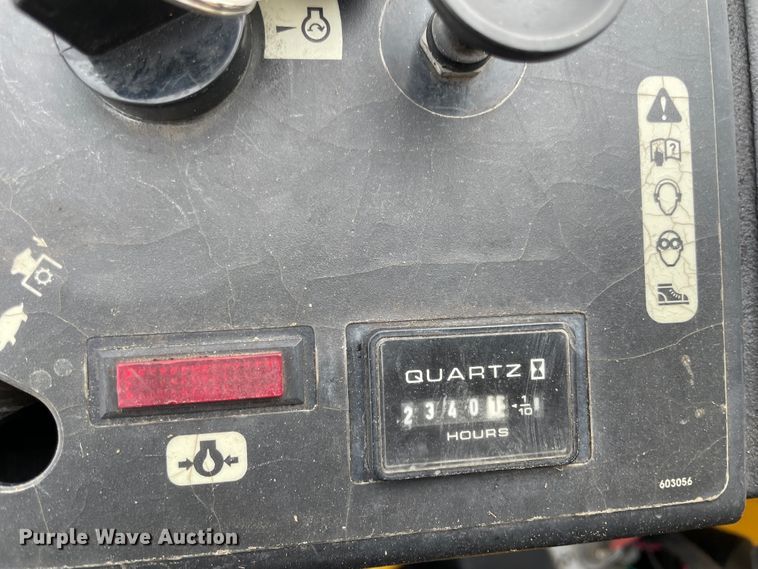 ?
QUARTZ
2340
1/10
HOURS
603056
Purple Wave Auction